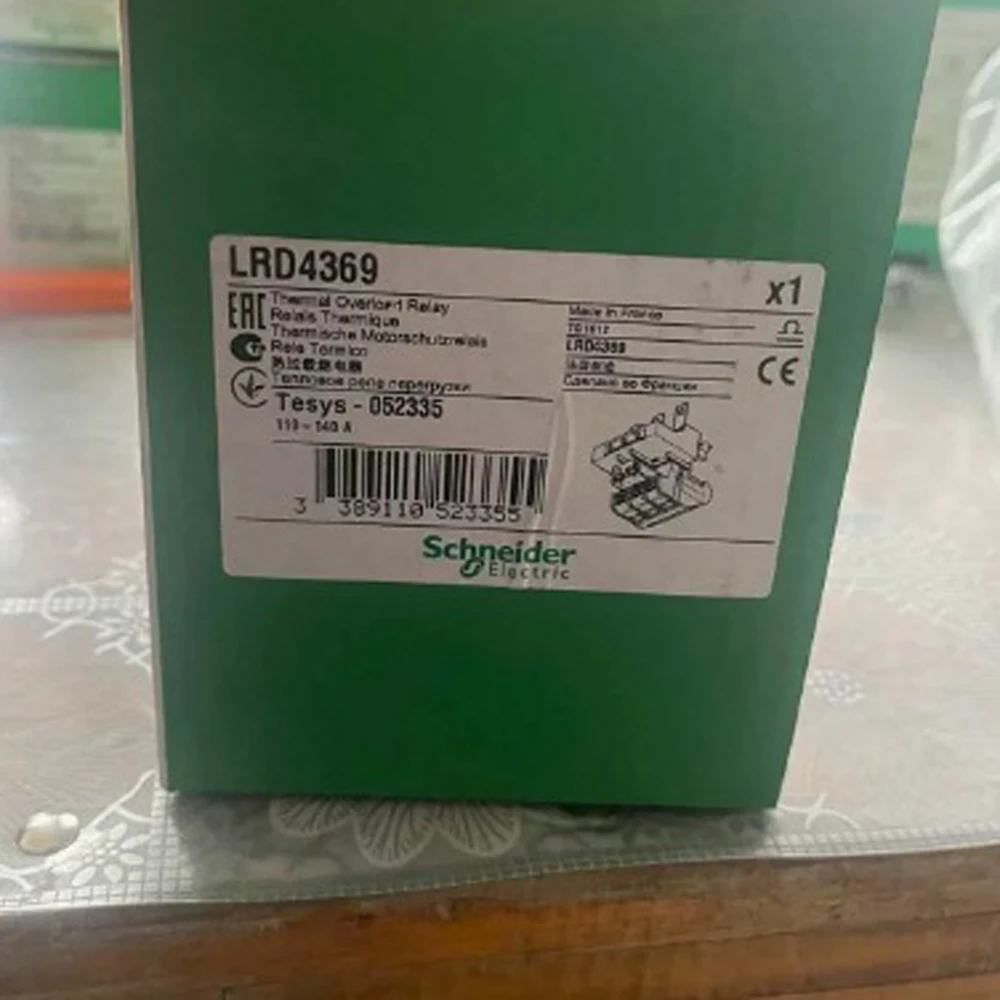 LRD4369
x1
EAC
Thermal Overload Relay
Relais Thermique
Thermische Motorschutzrelais
Rele Termico
热过载继电器
Тепловое реле перегрузки
Tesys - 052335
110 - 140 A
Made in France
LRD4369
Сделано во Франции
CE
3 389110 523355
Schneider
Electric